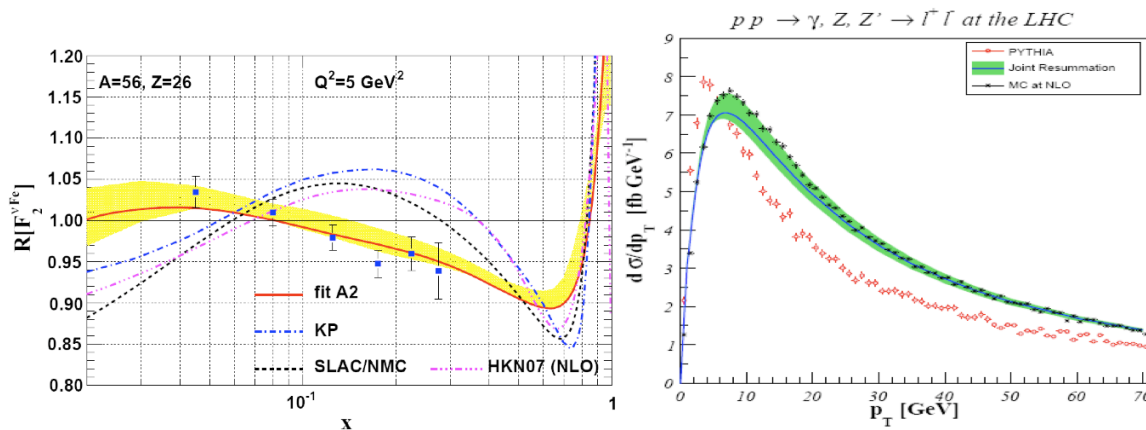 A=56, Z=26 Q²=5 GeV²
R[F₂^νFe]
1.20
1.15
1.10
1.05
1.00
0.95
0.90
0.85
0.80
fit A2
KP
SLAC/NMC HKN07 (NLO)
10⁻¹ 1
x
p p → γ, Z, Z' → l⁺ l⁻ at the LHC
PYTHIA
Joint Resummation
MC at NLO
dσ/dp_T [fb GeV⁻¹]
9
8
7
6
5
4
3
2
1
0
0 10 20 30 40 50 60 70
p_T [GeV]